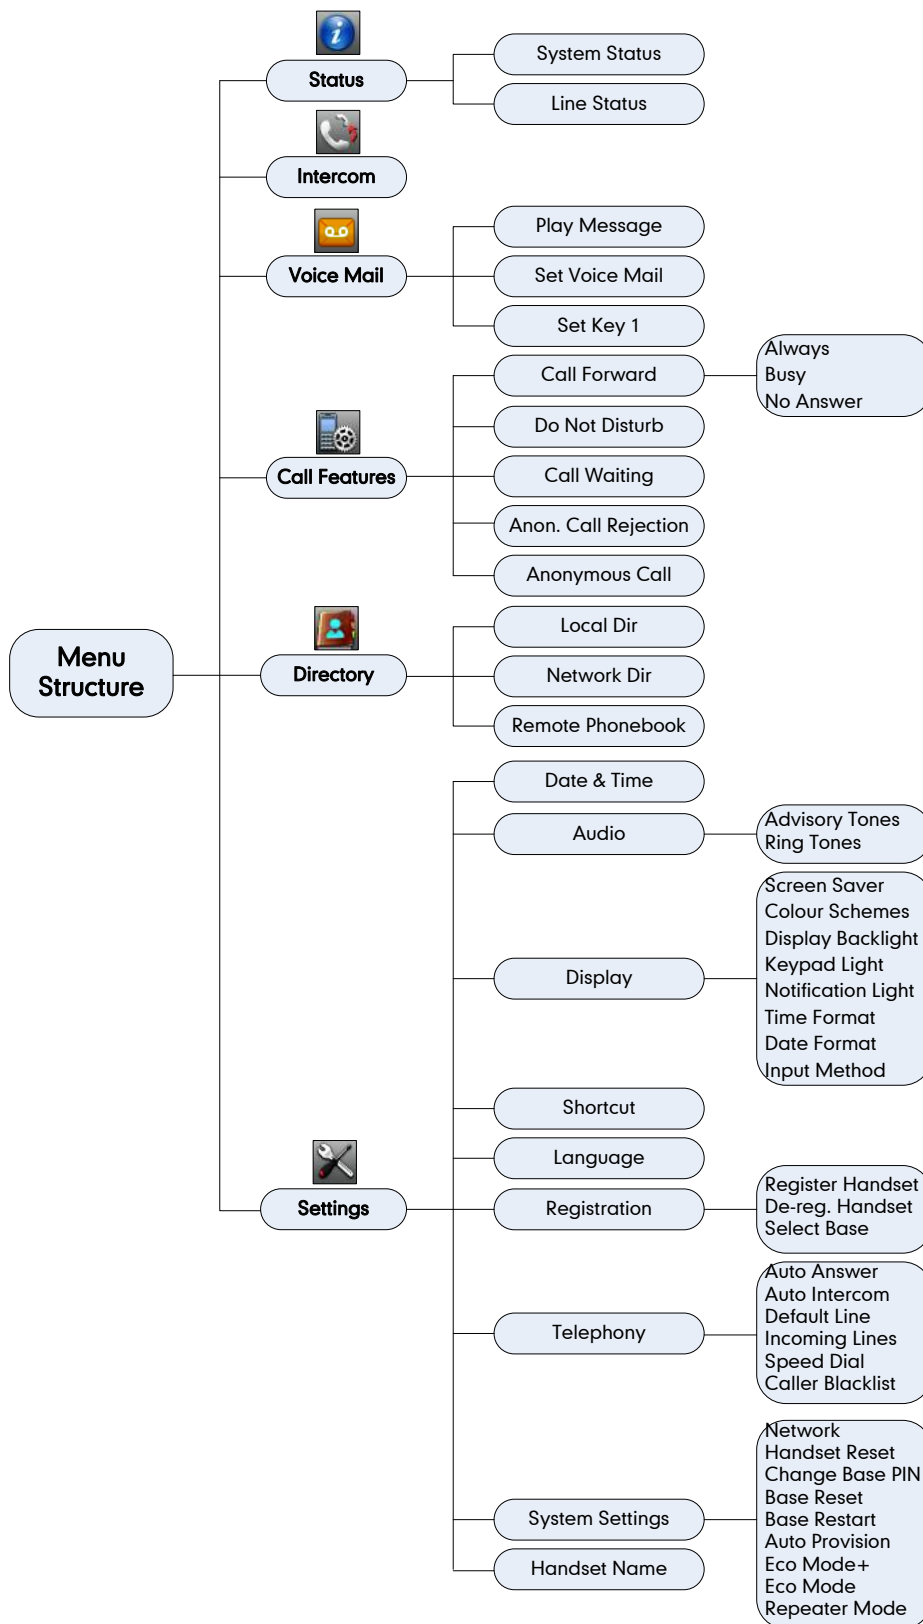 Menu
Structure
Status
System Status
Line Status
Intercom
Voice Mail
Play Message
Set Voice Mail
Set Key 1
Call Features
Call Forward
Always
Busy
No Answer
Do Not Disturb
Call Waiting
Anon. Call Rejection
Anonymous Call
Directory
Local Dir
Network Dir
Remote Phonebook
Settings
Date & Time
Audio
Advisory Tones
Ring Tones
Display
Screen Saver
Colour Schemes
Display Backlight
Keypad Light
Notification Light
Time Format
Date Format
Input Method
Shortcut
Language
Registration
Register Handset
De-reg. Handset
Select Base
Telephony
Auto Answer
Auto Intercom
Default Line
Incoming Lines
Speed Dial
Caller Blacklist
System Settings
Network
Handset Reset
Change Base PIN
Base Reset
Base Restart
Auto Provision
Eco Mode+
Eco Mode
Repeater Mode
Handset Name